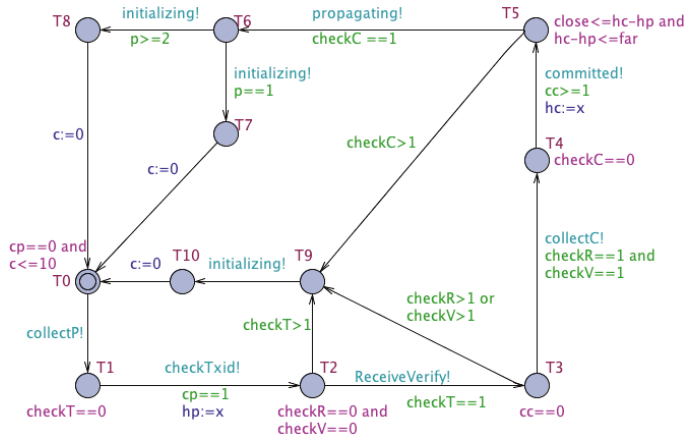 initializing!
p>=2
T8
T6
propagating!
checkC ==1
T5
close<=hc-hp and
hc-hp<=far
initializing!
p==1
T7
committed!
cc>=1
hc:=x
c:=0
checkC>1
T4
checkC==0
c:=0
cp==0 and
c<=10
T0
T10
c:=0
initializing!
T9
collectC!
checkR==1 and
checkV==1
checkR>1 or
checkV>1
collectP!
checkT>1
T1
checkT==0
checkTxid!
cp==1
hp:=x
T2
checkR==0 and
checkV==0
ReceiveVerify!
checkT==1
T3
cc==0